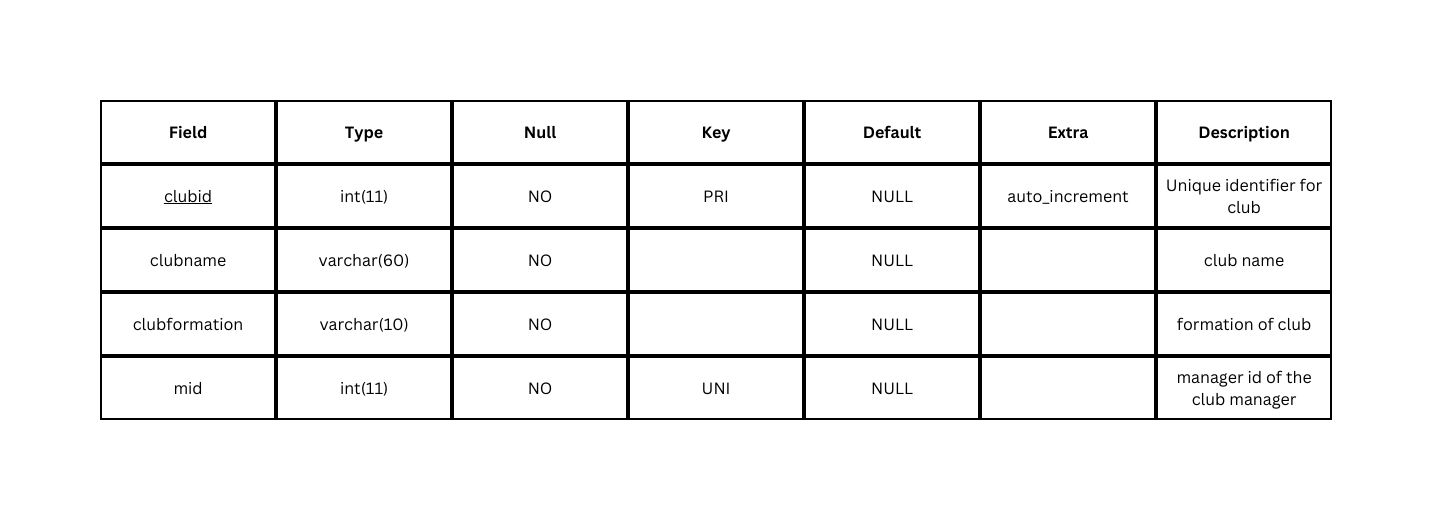 Field Type Null Key Default Extra Description
clubid int(11) NO PRI NULL auto_increment Unique identifier for
club
clubname varchar(60) NO NULL club name
clubformation varchar(10) NO NULL formation of club
mid int(11) NO UNI NULL manager id of the
club manager